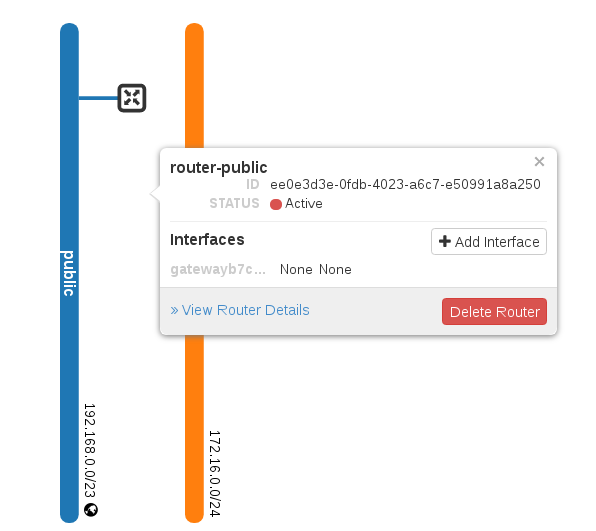 router-public
×
ID ee0e3d3e-0fdb-4023-a6c7-e50991a8a250
STATUS Active
Interfaces
+ Add Interface
gatewayb7c... None None
» View Router Details
Delete Router
public
192.168.0.0/23
172.16.0.0/24